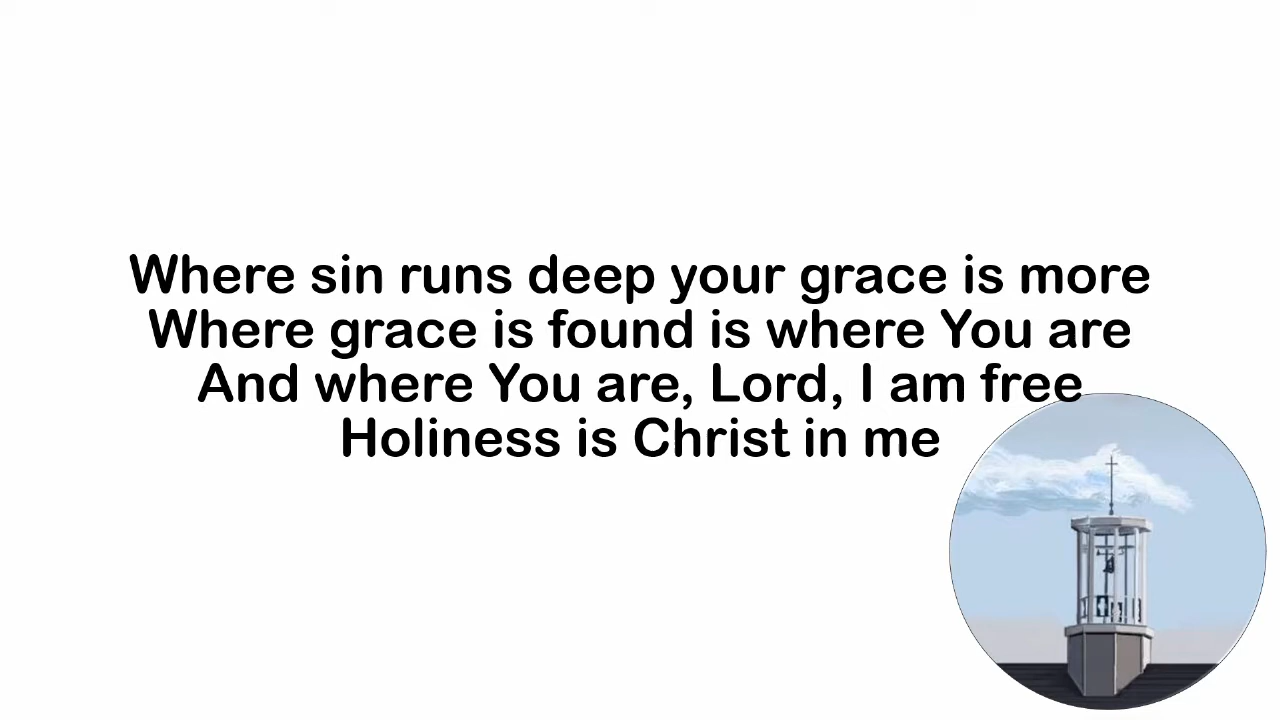 Where sin runs deep your grace is more
Where grace is found is where You are
And where You are, Lord, I am free
Holiness is Christ in me